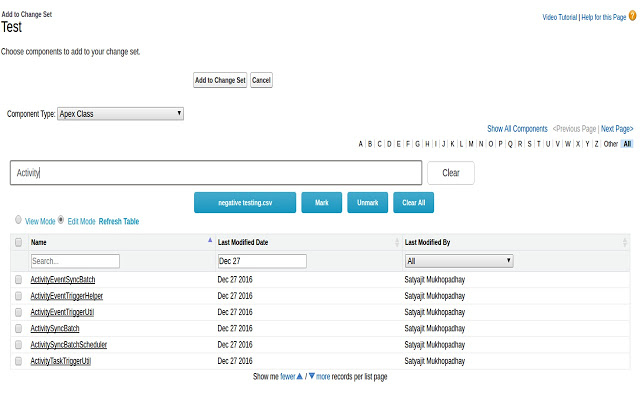 Add to Change Set
Test
Video Tutorial | Help for this Page ?
Choose components to add to your change set.
Add to Change Set Cancel
Component Type: Apex Class
Show All Components <Previous Page | Next Page>
A | B | C | D | E | F | G | H | I | J | K | L | M | N | O | P | Q | R | S | T | U | V | W | X | Y | Z | Other | All
Activity Clear
negative testing.csv Mark Unmark Clear All
View Mode Edit Mode Refresh Table
Name Last Modified Date Last Modified By
Search... Dec 27 All
ActivityEventSyncBatch Dec 27 2016 Satyajit Mukhopadhay
ActivityEventTriggerHelper Dec 27 2016 Satyajit Mukhopadhay
ActivityEventTriggerUtil Dec 27 2016 Satyajit Mukhopadhay
ActivitySyncBatch Dec 27 2016 Satyajit Mukhopadhay
ActivitySyncBatchScheduler Dec 27 2016 Satyajit Mukhopadhay
ActivityTaskTriggerUtil Dec 27 2016 Satyajit Mukhopadhay
Show me fewer / more records per list page